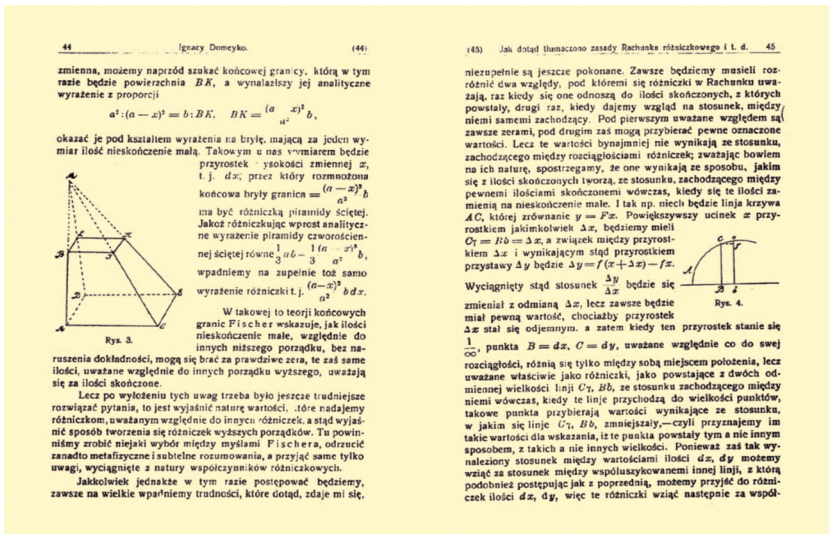 44 Ignacy Domeyko. (44)
zmienna, możemy naprzód szukać końcowej granicy, którą w tym
razie będzie powierzchnia BK, a wynalazłszy jej analityczne
wyrażenie z proporcji
a² : (a — x)² = b : BK, BK = (a x)² / a² b,
okazać je pod kształtem wyrażenia na bryłę, mającą za jeden wy-
miar ilość nieskończenie małą. Takowym u nas wymiarem będzie
przyrostek ysokości zmiennej x,
t. j. dx; przez który rozmnożona
końcowa bryły granica = (a — x)² / a² b
ma być różniczką piramidy ściętej.
Jakoż różniczkując wprost analitycz-
ne wyrażenie piramidy czworościen-
nej ściętej równe 1/3 ab – 1/3 (a — x)³ / a² b,
wpadniemy na zupełnie toż samo
wyrażenie różniczki t. j. (a—x)² / a² b dx.
W takowej to teorji końcowych
granic Fischer wskazuje, jak ilości
nieskończone małe, względnie do
innych niższego porządku, bez na-
ruszenia dokładności, mogą się brać za prawdziwe zera, te zaś same
ilości, uważane względnie do innych porządku wyższego, uważają
się za ilości skończone.
Rys. 3.
Lecz po wyłożeniu tych uwag trzeba było jeszcze trudniejsze
rozwiązać pytania, to jest wyjaśnić naturę wartości, .tóre nadajemy
różniczkom, uważanym względnie do innych różniczek, a stąd wyjaś-
nić sposób tworzenia się różniczek wyższych porządków. Tu powin-
niśmy zrobić niejaki wybór między myślami Fischera, odrzucić
zanadto metafizyczne i subtelne rozumowania, a przyjąć same tylko
uwagi, wyciągnięte z natury współczynników różniczkowych.
Jakkolwiek jednakże w tym razie postępować będziemy,
zawsze na wielkie wpadniemy trudności, które dotąd, zdaje mi się,
(45) Jak dotąd tłumaczono zasady Rachunku różniczkowego i t. d. 45
niezupełnie są jeszcze pokonane. Zawsze będziemy musieli roz-
różnić dwa względy, pod któremi się różniczki w Rachunku uwa-
żają, raz kiedy się one odnoszą do ilości skończonych, z których
powstały, drugi raz, kiedy dajemy wzgląd na stosunek, między
niemi samemi zachodzący. Pod pierwszym uważane względem są
zawsze zerami, pod drugim zaś mogą przybierać pewne oznaczone
wartości. Lecz te wartości bynajmniej nie wynikają ze stosunku,
zachodzącego między rozciągłościami różniczek; zważając bowiem
na ich naturę, spostrzegamy, że one wynikają ze sposobu, jakim
się z ilości skończonych tworzą, ze stosunku, zachodzącego między
pewnemi ilościami skończonemi wówczas, kiedy się te ilości za-
mienią na nieskończenie małe. I tak np. niech będzie linja krzywa
AC, której zrównanie y = Fx. Powiększywszy ucinek x przy-
rostkiem jakimkolwiek Δx, będziemy mieli
Cγ = Bb = Δx, a związek między przyrost-
kiem Δx i wynikającym stąd przyrostkiem
przystawy Δy będzie Δy = f(x+Δx) — fx.
Wyciągnięty stąd stosunek Δy/Δx będzie się
zmieniał z odmianą Δx, lecz zawsze będzie
miał pewną wartość, chociażby przyrostek
Rys. 4.
Δx stał się odjemnym, a zatem kiedy ten przyrostek stanie się
1/∞, punkta B = dx, C = dy, uważane względnie co do swej
rozciągłości, różnią się tylko między sobą miejscem położenia, lecz
uważane właściwie jako różniczki, jako powstające z dwóch od-
miennej wielkości linji Cγ, Bb, ze stosunku zachodzącego między
niemi wówczas, kiedy te linje przychodzą do wielkości punktów,
takowe punkta przybierają wartości wynikające ze stosunku,
w jakim się linje Cγ, Bb, zmniejszały,—czyli przyznajemy im
takie wartości dla wskazania, iż te punkta powstały tym a nie innym
sposobem, z takich a nie innych wielkości. Ponieważ zaś tak wy-
naleziony stosunek między wartościami ilości dx, dy możemy
wziąć za stosunek między współuszykowanemi innej linji, z którą
podobnież postępując jak z poprzednią, możemy przyjść do różni-
czek ilości dx, dy, więc te różniczki wziąć następnie za współ-